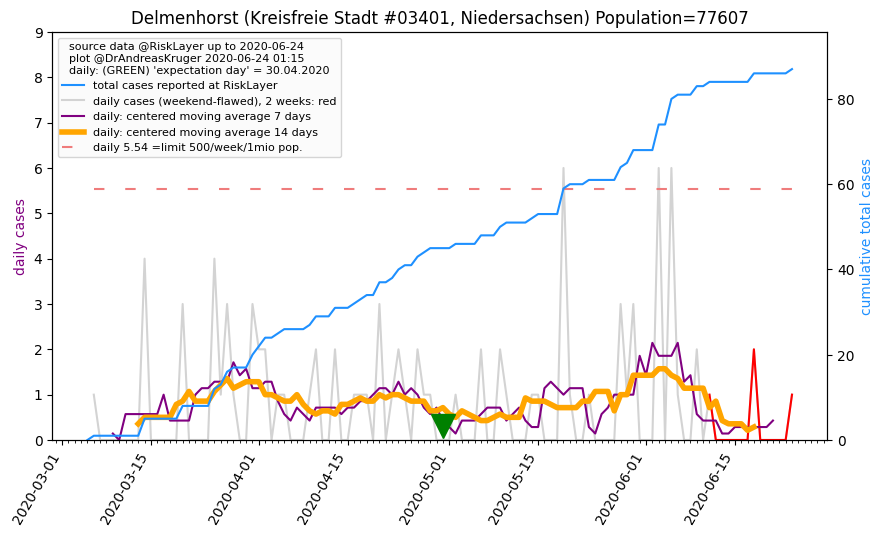 Delmenhorst (Kreisfreie Stadt #03401, Niedersachsen) Population=77607
source data @RiskLayer up to 2020-06-24
plot @DrAndreasKruger 2020-06-24 01:15
daily: (GREEN) 'expectation day' = 30.04.2020
total cases reported at RiskLayer
daily cases (weekend-flawed), 2 weeks: red
daily: centered moving average 7 days
daily: centered moving average 14 days
daily 5.54 =limit 500/week/1mio pop.
daily cases
9
8
7
6
5
4
3
2
1
0
cumulative total cases
80
60
40
20
0
2020-03-01
2020-03-15
2020-04-01
2020-04-15
2020-05-01
2020-05-15
2020-06-01
2020-06-15